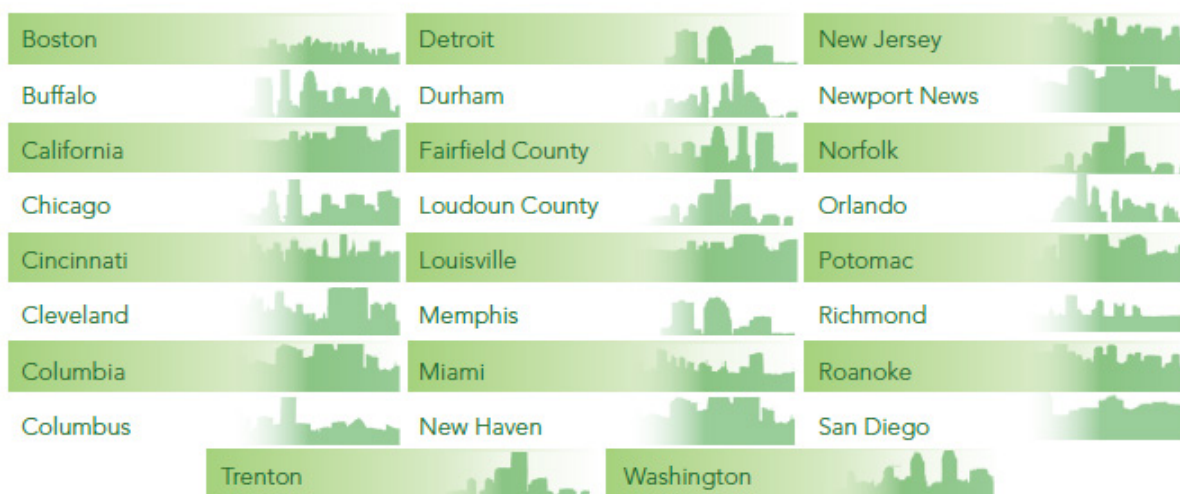 Boston
Buffalo
California
Chicago
Cincinnati
Cleveland
Columbia
Columbus
Detroit
Durham
Fairfield County
Loudoun County
Louisville
Memphis
Miami
New Haven
New Jersey
Newport News
Norfolk
Orlando
Potomac
Richmond
Roanoke
San Diego
Trenton
Washington